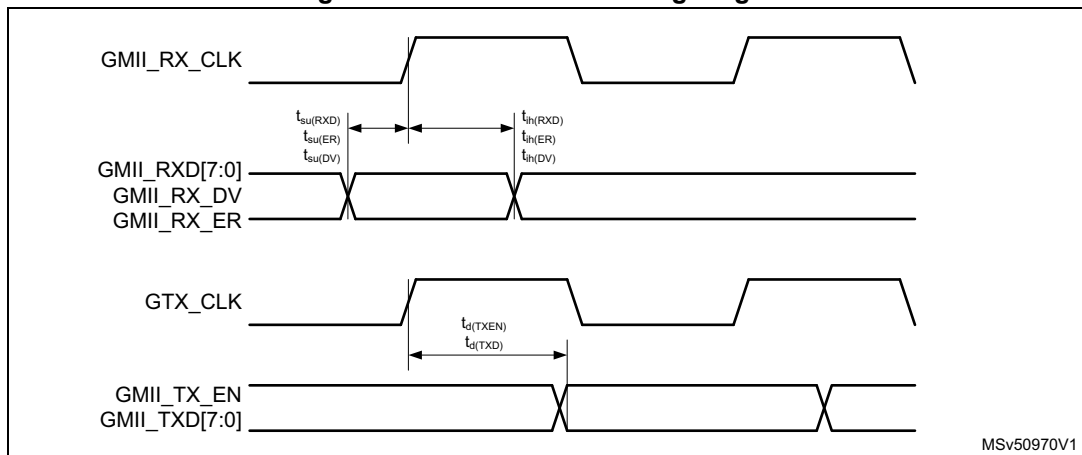 GMII_RX_CLK
tsu(RXD)
tsu(ER)
tsu(DV)
tih(RXD)
tih(ER)
tih(DV)
GMII_RXD[7:0]
GMII_RX_DV
GMII_RX_ER
GTX_CLK
td(TXEN)
td(TXD)
GMII_TX_EN
GMII_TXD[7:0]
MSv50970V1